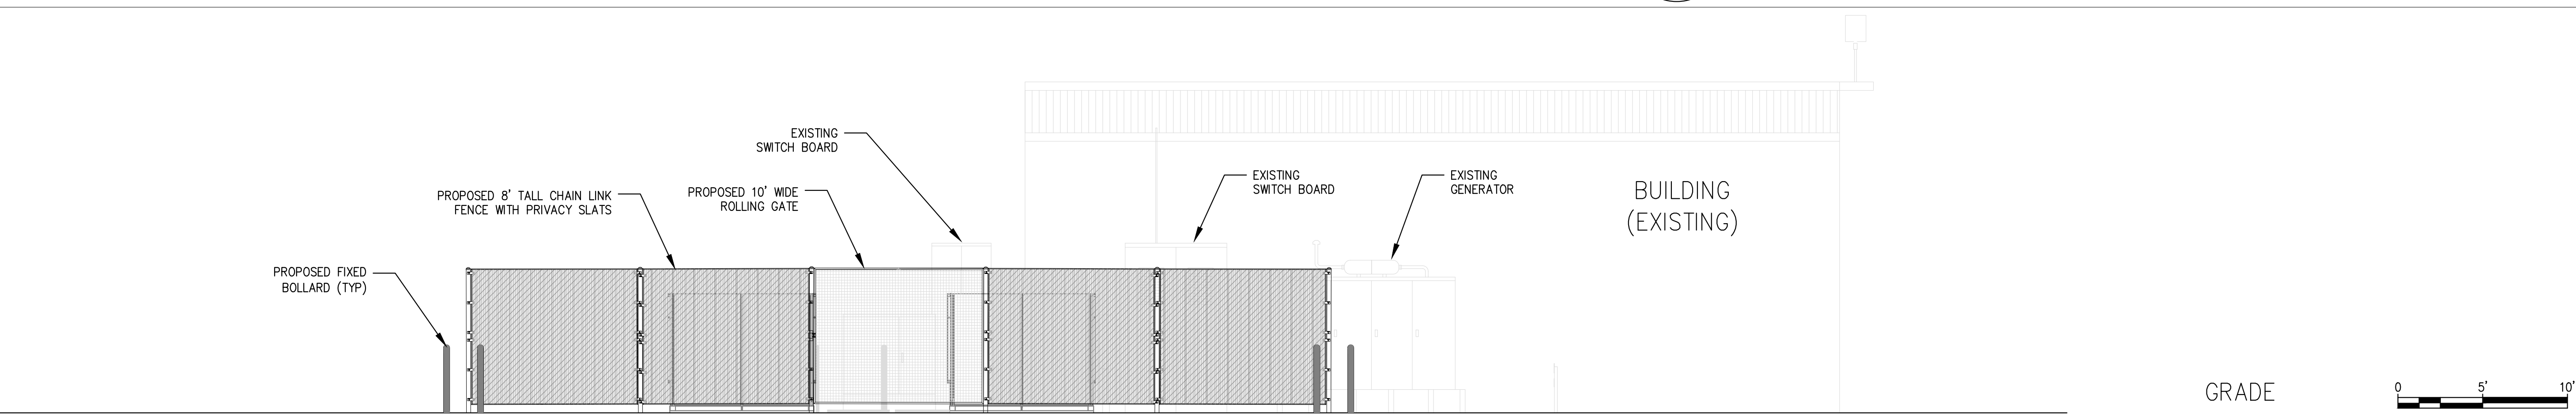 EXISTING
SWITCH BOARD
PROPOSED 8' TALL CHAIN LINK
FENCE WITH PRIVACY SLATS
PROPOSED 10' WIDE
ROLLING GATE
EXISTING
SWITCH BOARD
EXISTING
GENERATOR
BUILDING
(EXISTING)
PROPOSED FIXED
BOLLARD (TYP)
GRADE
0 5' 10'